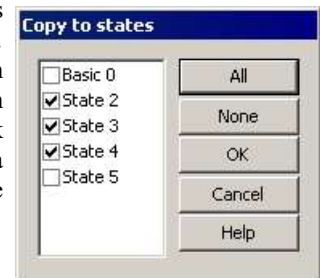 Copy to states
Basic 0
State 2
State 3
State 4
State 5
All
None
OK
Cancel
Help